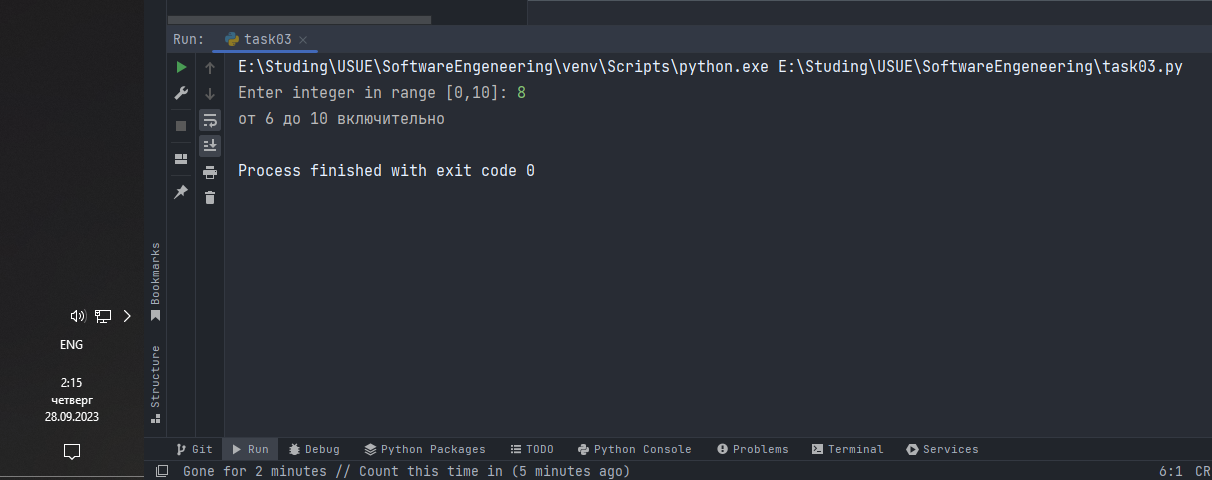 Run: task03
E:\Studing\USUE\SoftwareEngeneering\venv\Scripts\python.exe E:\Studing\USUE\SoftwareEngeneering\task03.py
Enter integer in range [0,10]: 8
от 6 до 10 включительно
Process finished with exit code 0
Bookmarks
Structure
ENG
2:15
четверг
28.09.2023
Git Run Debug Python Packages TODO Python Console Problems Terminal Services
Gone for 2 minutes // Count this time in (5 minutes ago) 6:1 CR